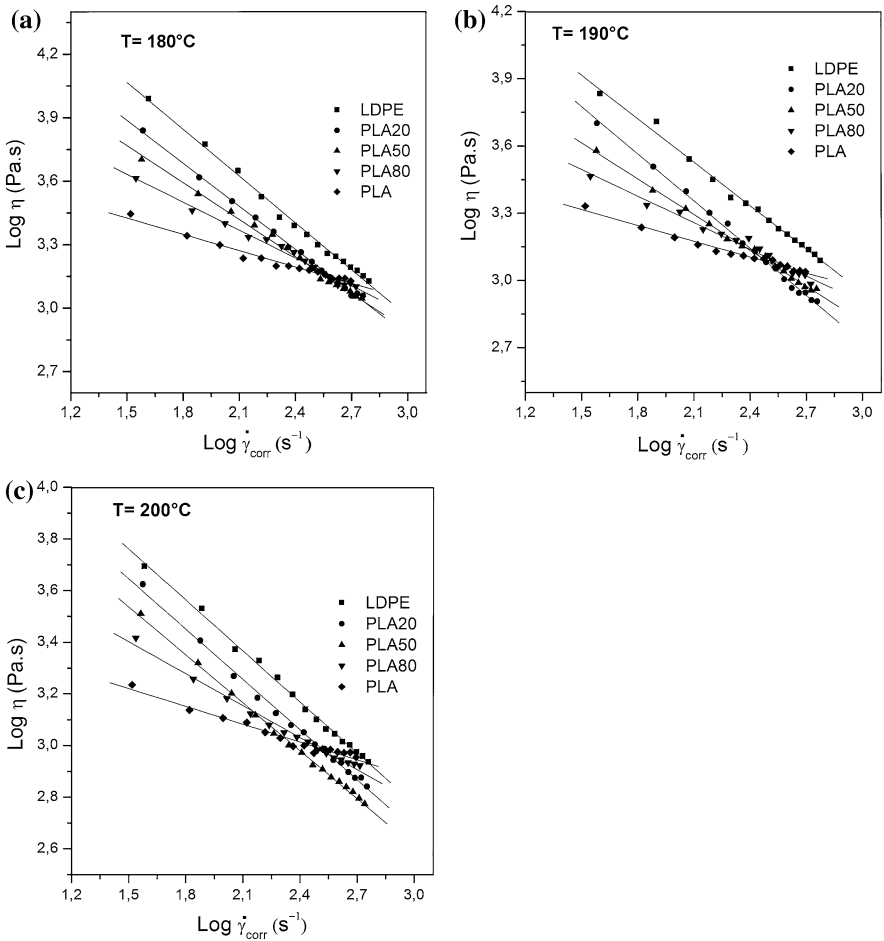 (a)
T= 180°C
4,2
3,9
3,6
3,3
3,0
2,7
Log η (Pa.s)
LDPE
PLA20
PLA50
PLA80
PLA
1,2 1,5 1,8 2,1 2,4 2,7 3,0
Log γ̇corr (s⁻¹)
(b)
T= 190°C
4,2
3,9
3,6
3,3
3,0
2,7
Log η (Pa.s)
LDPE
PLA20
PLA50
PLA80
PLA
1,2 1,5 1,8 2,1 2,4 2,7 3,0
Log γ̇corr (s⁻¹)
(c)
T= 200°C
4,0
3,8
3,6
3,4
3,2
3,0
2,8
2,6
Log η (Pa.s)
LDPE
PLA20
PLA50
PLA80
PLA
1,2 1,5 1,8 2,1 2,4 2,7 3,0
Log γ̇corr (s⁻¹)